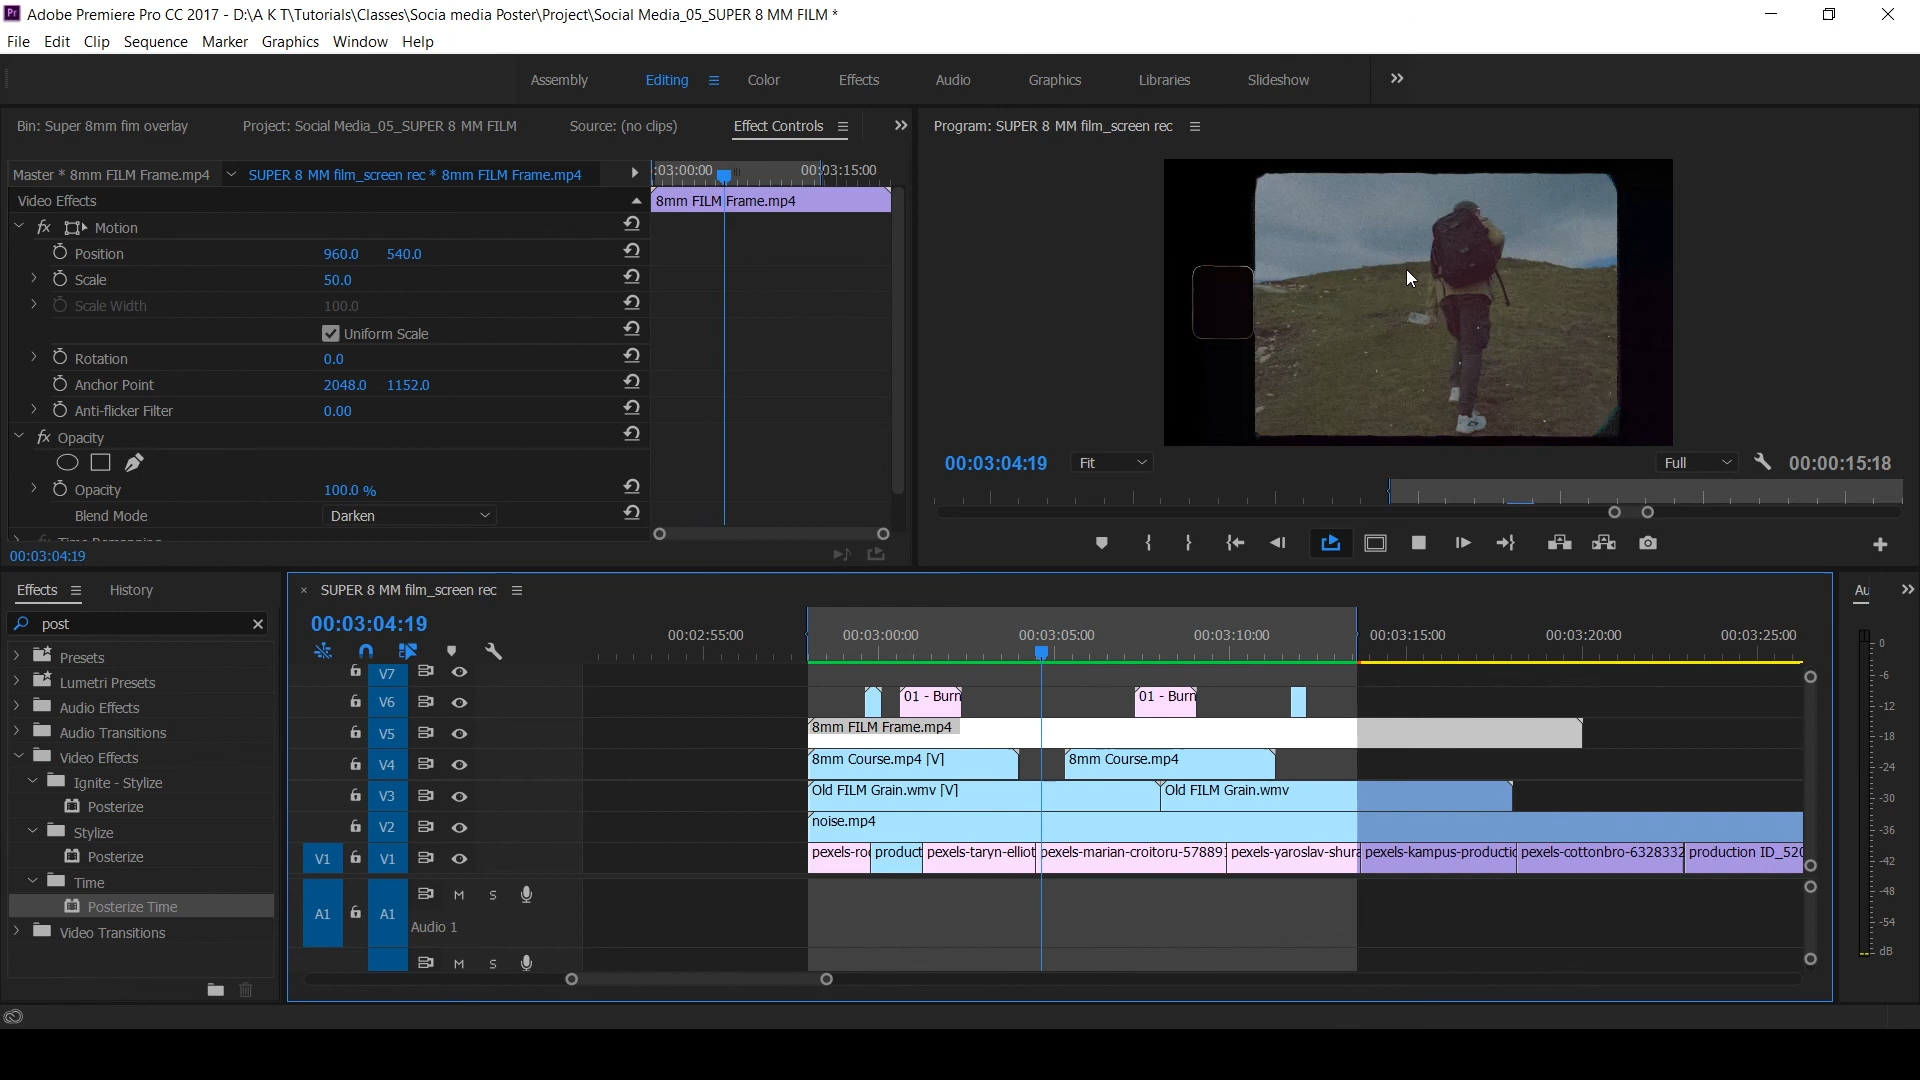 Adobe Premiere Pro CC 2017 - D:\A K T\Tutorials\Classes\Socia media Poster\Project\Social Media_05_SUPER 8 MM FILM *
File Edit Clip Sequence Marker Graphics Window Help
Assembly Editing Color Effects Audio Graphics Libraries Slideshow
Bin: Super 8mm fim overlay Project: Social Media_05_SUPER 8 MM FILM Source: (no clips) Effect Controls
Program: SUPER 8 MM film_screen rec
Master * 8mm FILM Frame.mp4 SUPER 8 MM film_screen rec * 8mm FILM Frame.mp4
:03:00:00 00:03:15:00
Video Effects
8mm FILM Frame.mp4
fx Motion
Position 960.0 540.0
Scale 50.0
Scale Width 100.0
Uniform Scale
Rotation 0.0
Anchor Point 2048.0 1152.0
Anti-flicker Filter 0.00
fx Opacity
Opacity 100.0 %
Blend Mode Darken
00:03:04:19
00:03:04:19 Fit Full 00:00:15:18
Effects History
post
Presets
Lumetri Presets
Audio Effects
Audio Transitions
Video Effects
Ignite - Stylize
Posterize
Stylize
Posterize
Time
Posterize Time
Video Transitions
SUPER 8 MM film_screen rec
00:03:04:19
00:02:55:00 00:03:00:00 00:03:05:00 00:03:10:00 00:03:15:00 00:03:20:00 00:03:25:00
V7
V6 01 - Burn 01 - Burn
V5 8mm FILM Frame.mp4
V4 8mm Course.mp4 [V] 8mm Course.mp4
V3 Old FILM Grain.wmv [V] Old FILM Grain.wmv
V2 noise.mp4
V1 V1 pexels-ro product pexels-taryn-elliot pexels-marian-croitoru-57889 pexels-yaroslav-shura pexels-kampus-producti pexels-cottonbro-6328332 production ID_520
A1 A1 M S
Audio 1
M S
Au
0
-6
-12
-18
-24
-30
-36
-42
-48
-54
dB